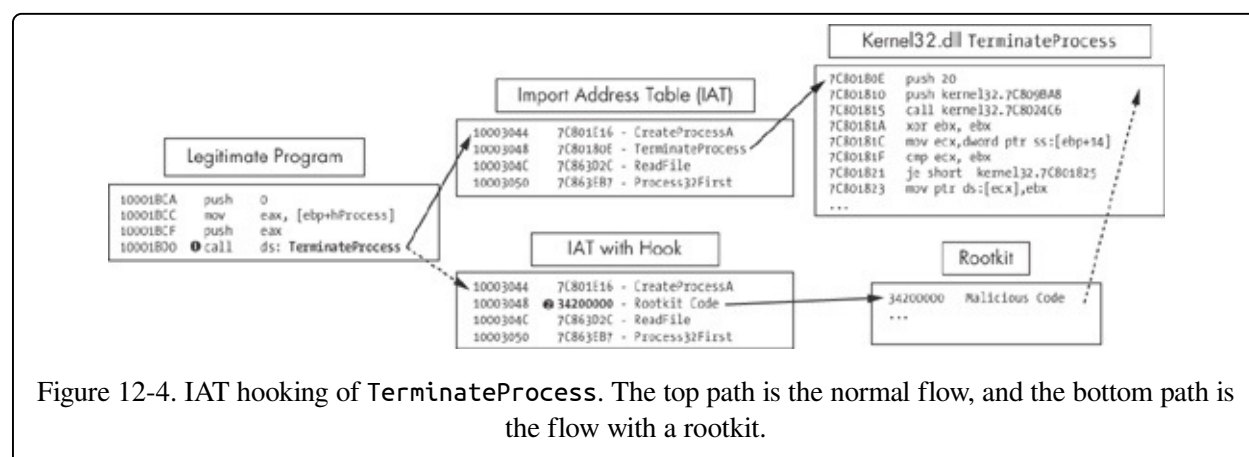 Kernel32.dll TerminateProcess
7C80180E push 20
7C801810 push kernel32.7C809BA8
7C801815 call kernel32.7C8024C6
7C80181A xor ebx, ebx
7C80181C mov ecx,dword ptr ss:[ebp+14]
7C80181F cmp ecx, ebx
7C801821 je short kernel32.7C801825
7C801823 mov ptr ds:[ecx],ebx
...
Import Address Table (IAT)
10003044 7C801E16 - CreateProcessA
10003048 7C80180E - TerminateProcess
1000304C 7C863D2C - ReadFile
10003050 7C863EB7 - Process32First
Legitimate Program
10001BCA push 0
10001BCC mov eax, [ebp+hProcess]
10001BCF push eax
10001BD0 ❶call ds: TerminateProcess
IAT with Hook
10003044 7C801E16 - CreateProcessA
10003048 ❷34200000 - Rootkit Code
1000304C 7C863D2C - ReadFile
10003050 7C863EB7 - Process32First
Rootkit
34200000 Malicious Code
...
Figure 12-4. IAT hooking of TerminateProcess. The top path is the normal flow, and the bottom path is
the flow with a rootkit.